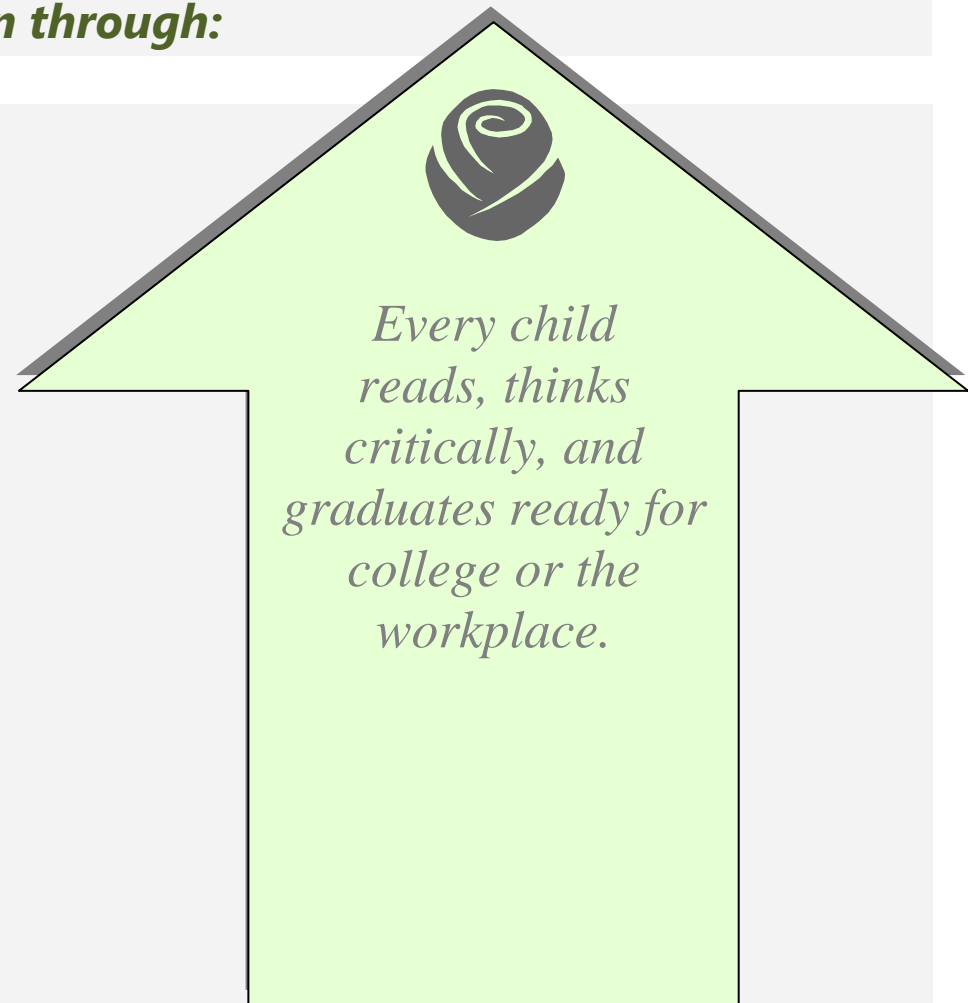 through:
Every child
reads, thinks
critically, and
graduates ready for
college or the
workplace.